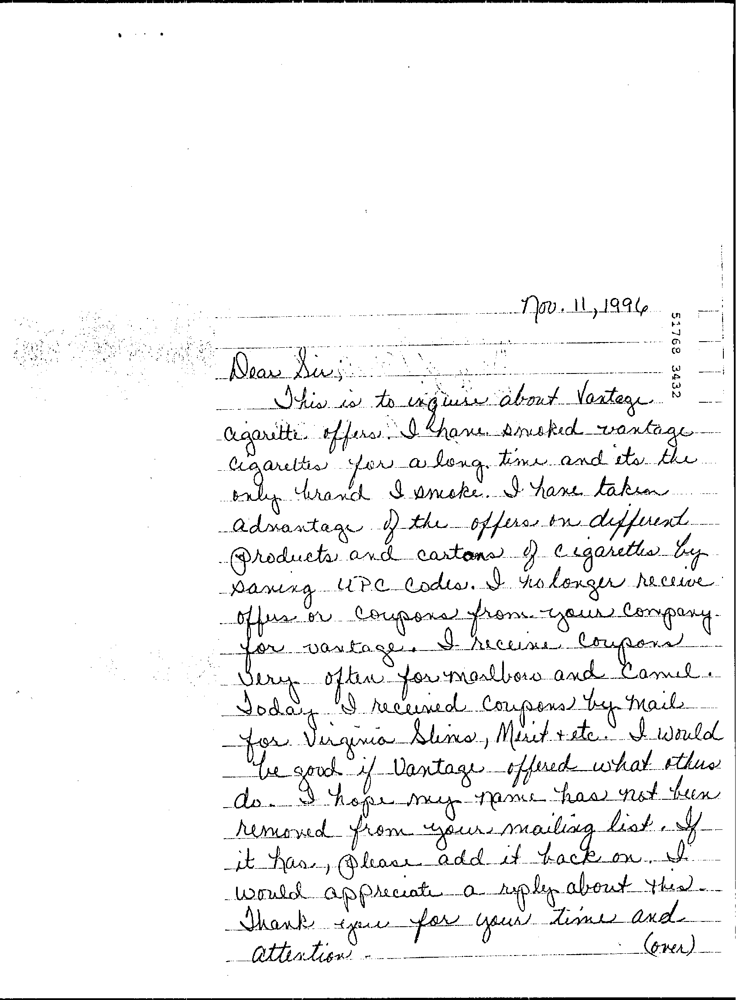 Nov. 11, 1996
51768 3432
Dear Sir;
This is to inquire about Vantage
cigarette offers. I have smoked vantage
cigarettes for a long time and its the
only brand I smoke. I have taken
advantage of the offers on different
products and cartons of cigarettes by
saving UPC codes. I no longer receive
offers or coupons from your company
for vantage. I receive coupons
very often for marlboro and Camel.
Today I received coupons by mail
for Virginia Slims, Merit + etc. I would
be good if Vantage offered what others
do. I hope my name has not been
removed from your mailing list. If
it has, please add it back on. I
would appreciate a reply about this.
Thank you for your time and
attention.
(over)